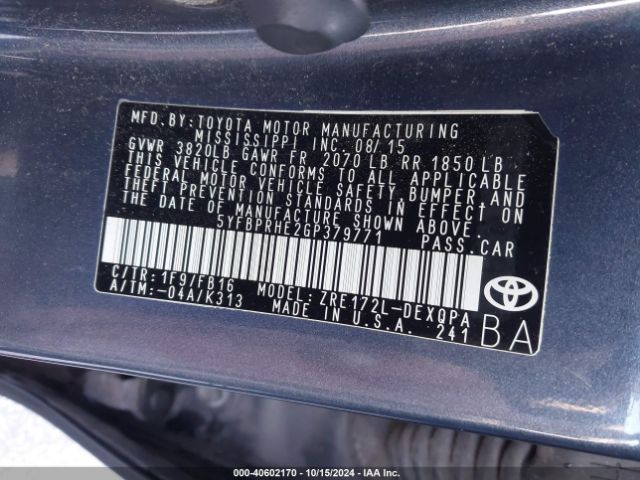 MFD.BY:TOYOTA MOTOR MANUFACTURING
MISSISSIPPI INC. 08/15
GVWR 3820LB GAWR FR 2070 LB RR 1850 LB
THIS VEHICLE CONFORMS TO ALL APPLICABLE
FEDERAL MOTOR VEHICLE SAFETY,BUMPER,AND
THEFT PREVENTION STANDARDS IN EFFECT ON
THE DATE OF MANUFACTURE SHOWN ABOVE.
5YFBPRHE2GP379771 PASS.CAR
C/TR: 1F9/FB16 MODEL: ZRE172L-DEXQPA
A/TM:-04A/K313 MADE IN U.S.A. 241
BA
000-40602170 - 10/15/2024 - IAA Inc.